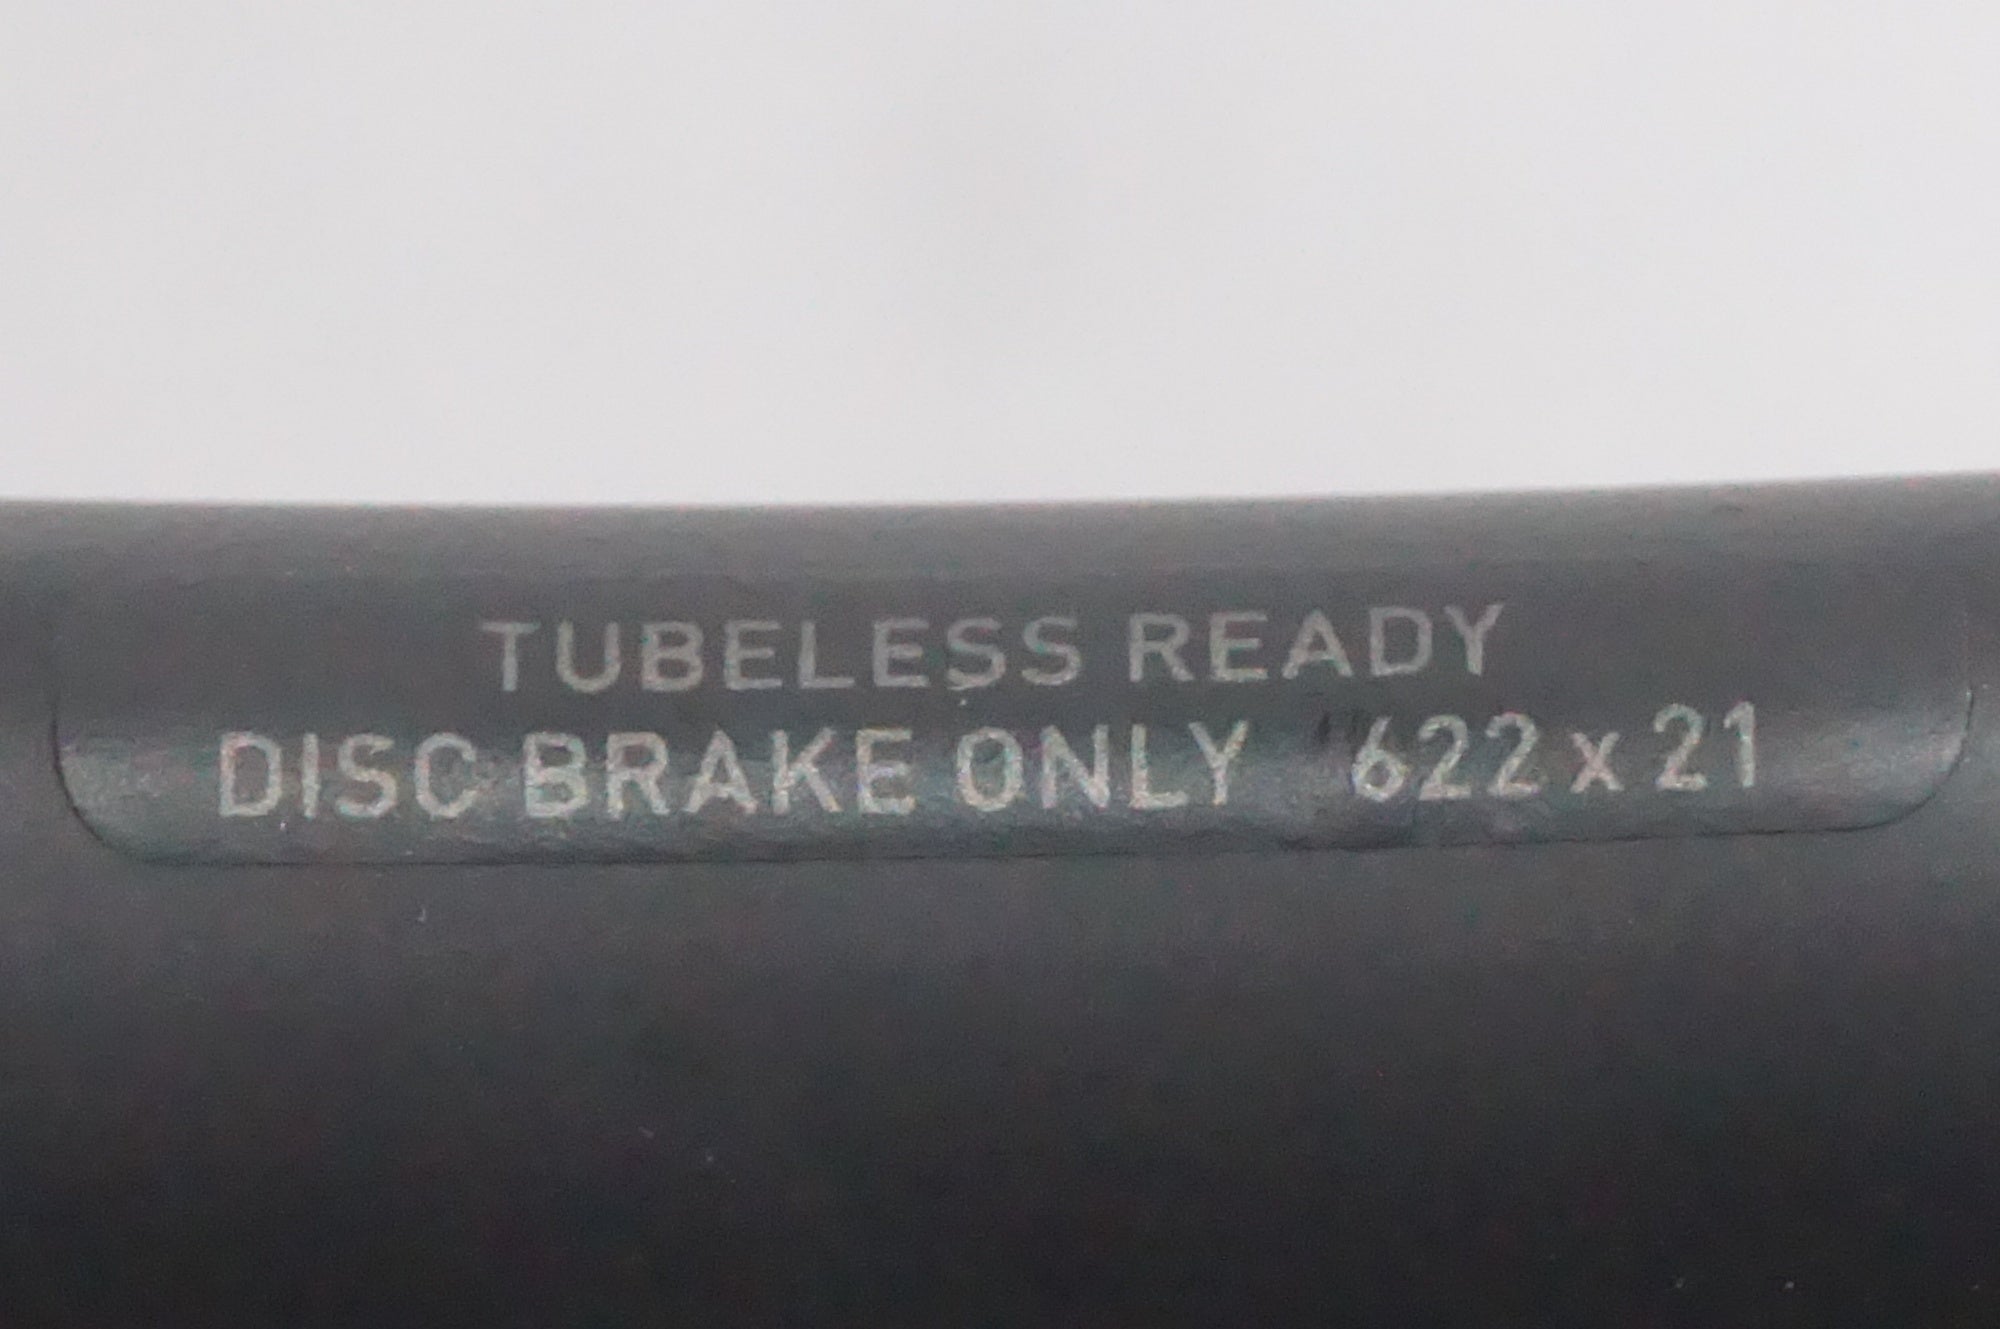 TUBELESS READY
DISC BRAKE ONLY 622 x 21